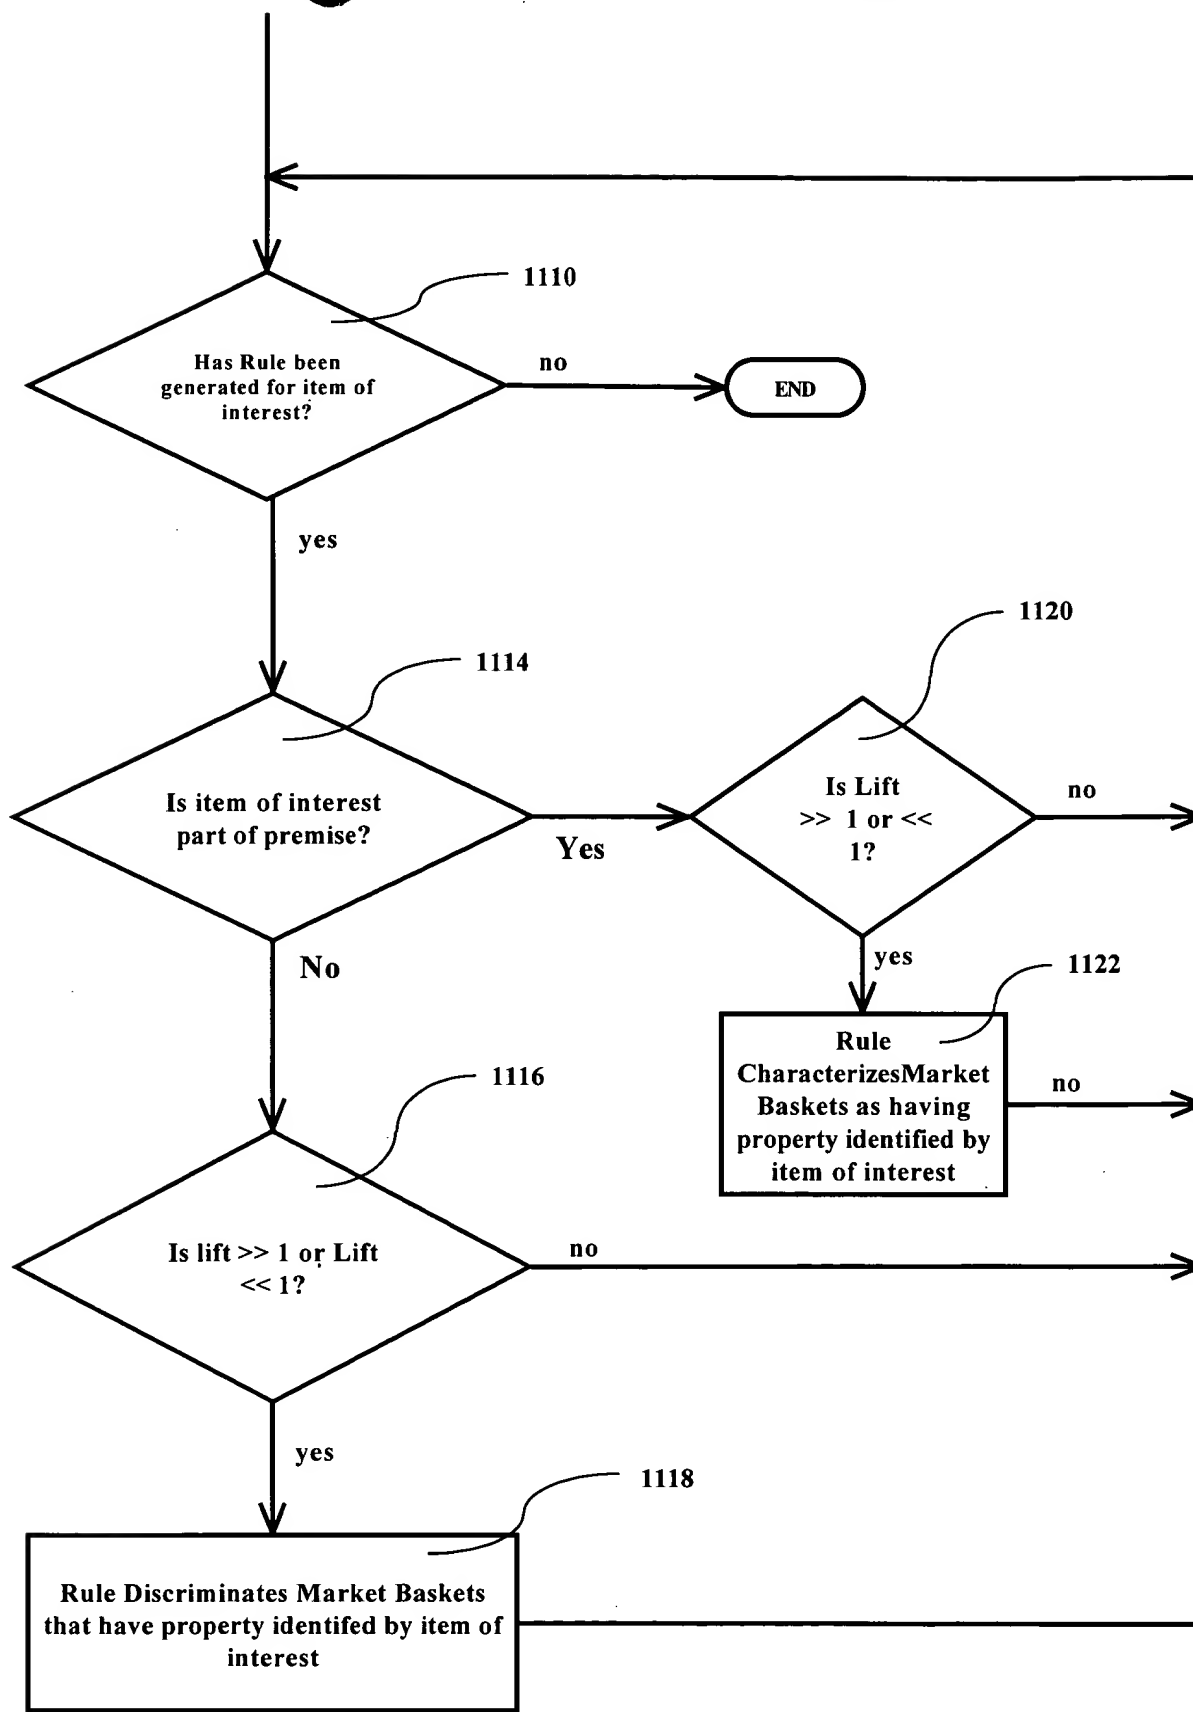 1110
Has Rule been
generated for item of
interest?
no
END
yes
1120
1114
Is item of interest
part of premise?
Yes
Is Lift
>> 1 or <<
1?
no
No
yes
1122
Rule
CharacterizesMarket
Baskets as having
property identified by
item of interest
no
1116
Is lift >> 1 or Lift
<< 1?
no
yes
1118
Rule Discriminates Market Baskets
that have property identifed by item of
interest